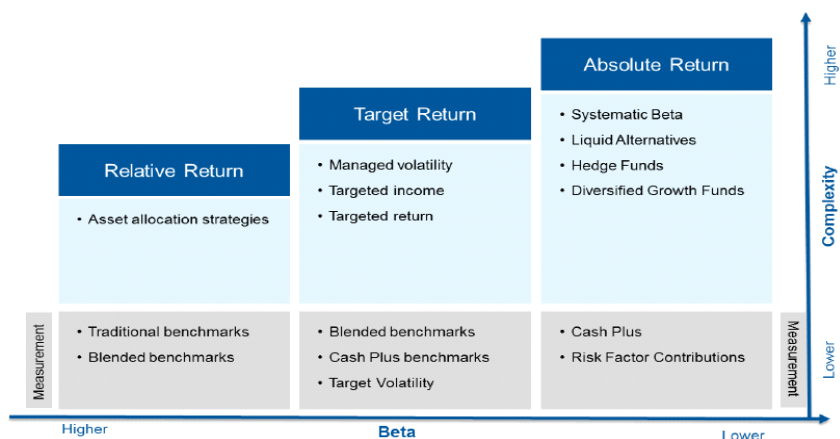 Absolute Return
• Systematic Beta
• Liquid Alternatives
• Hedge Funds
• Diversified Growth Funds
Target Return
• Managed volatility
• Targeted income
• Targeted return
Relative Return
• Asset allocation strategies
Measurement
• Traditional benchmarks
• Blended benchmarks
• Blended benchmarks
• Cash Plus benchmarks
• Target Volatility
• Cash Plus
• Risk Factor Contributions
Measurement
Higher
Complexity
Lower
Higher
Beta
Lower